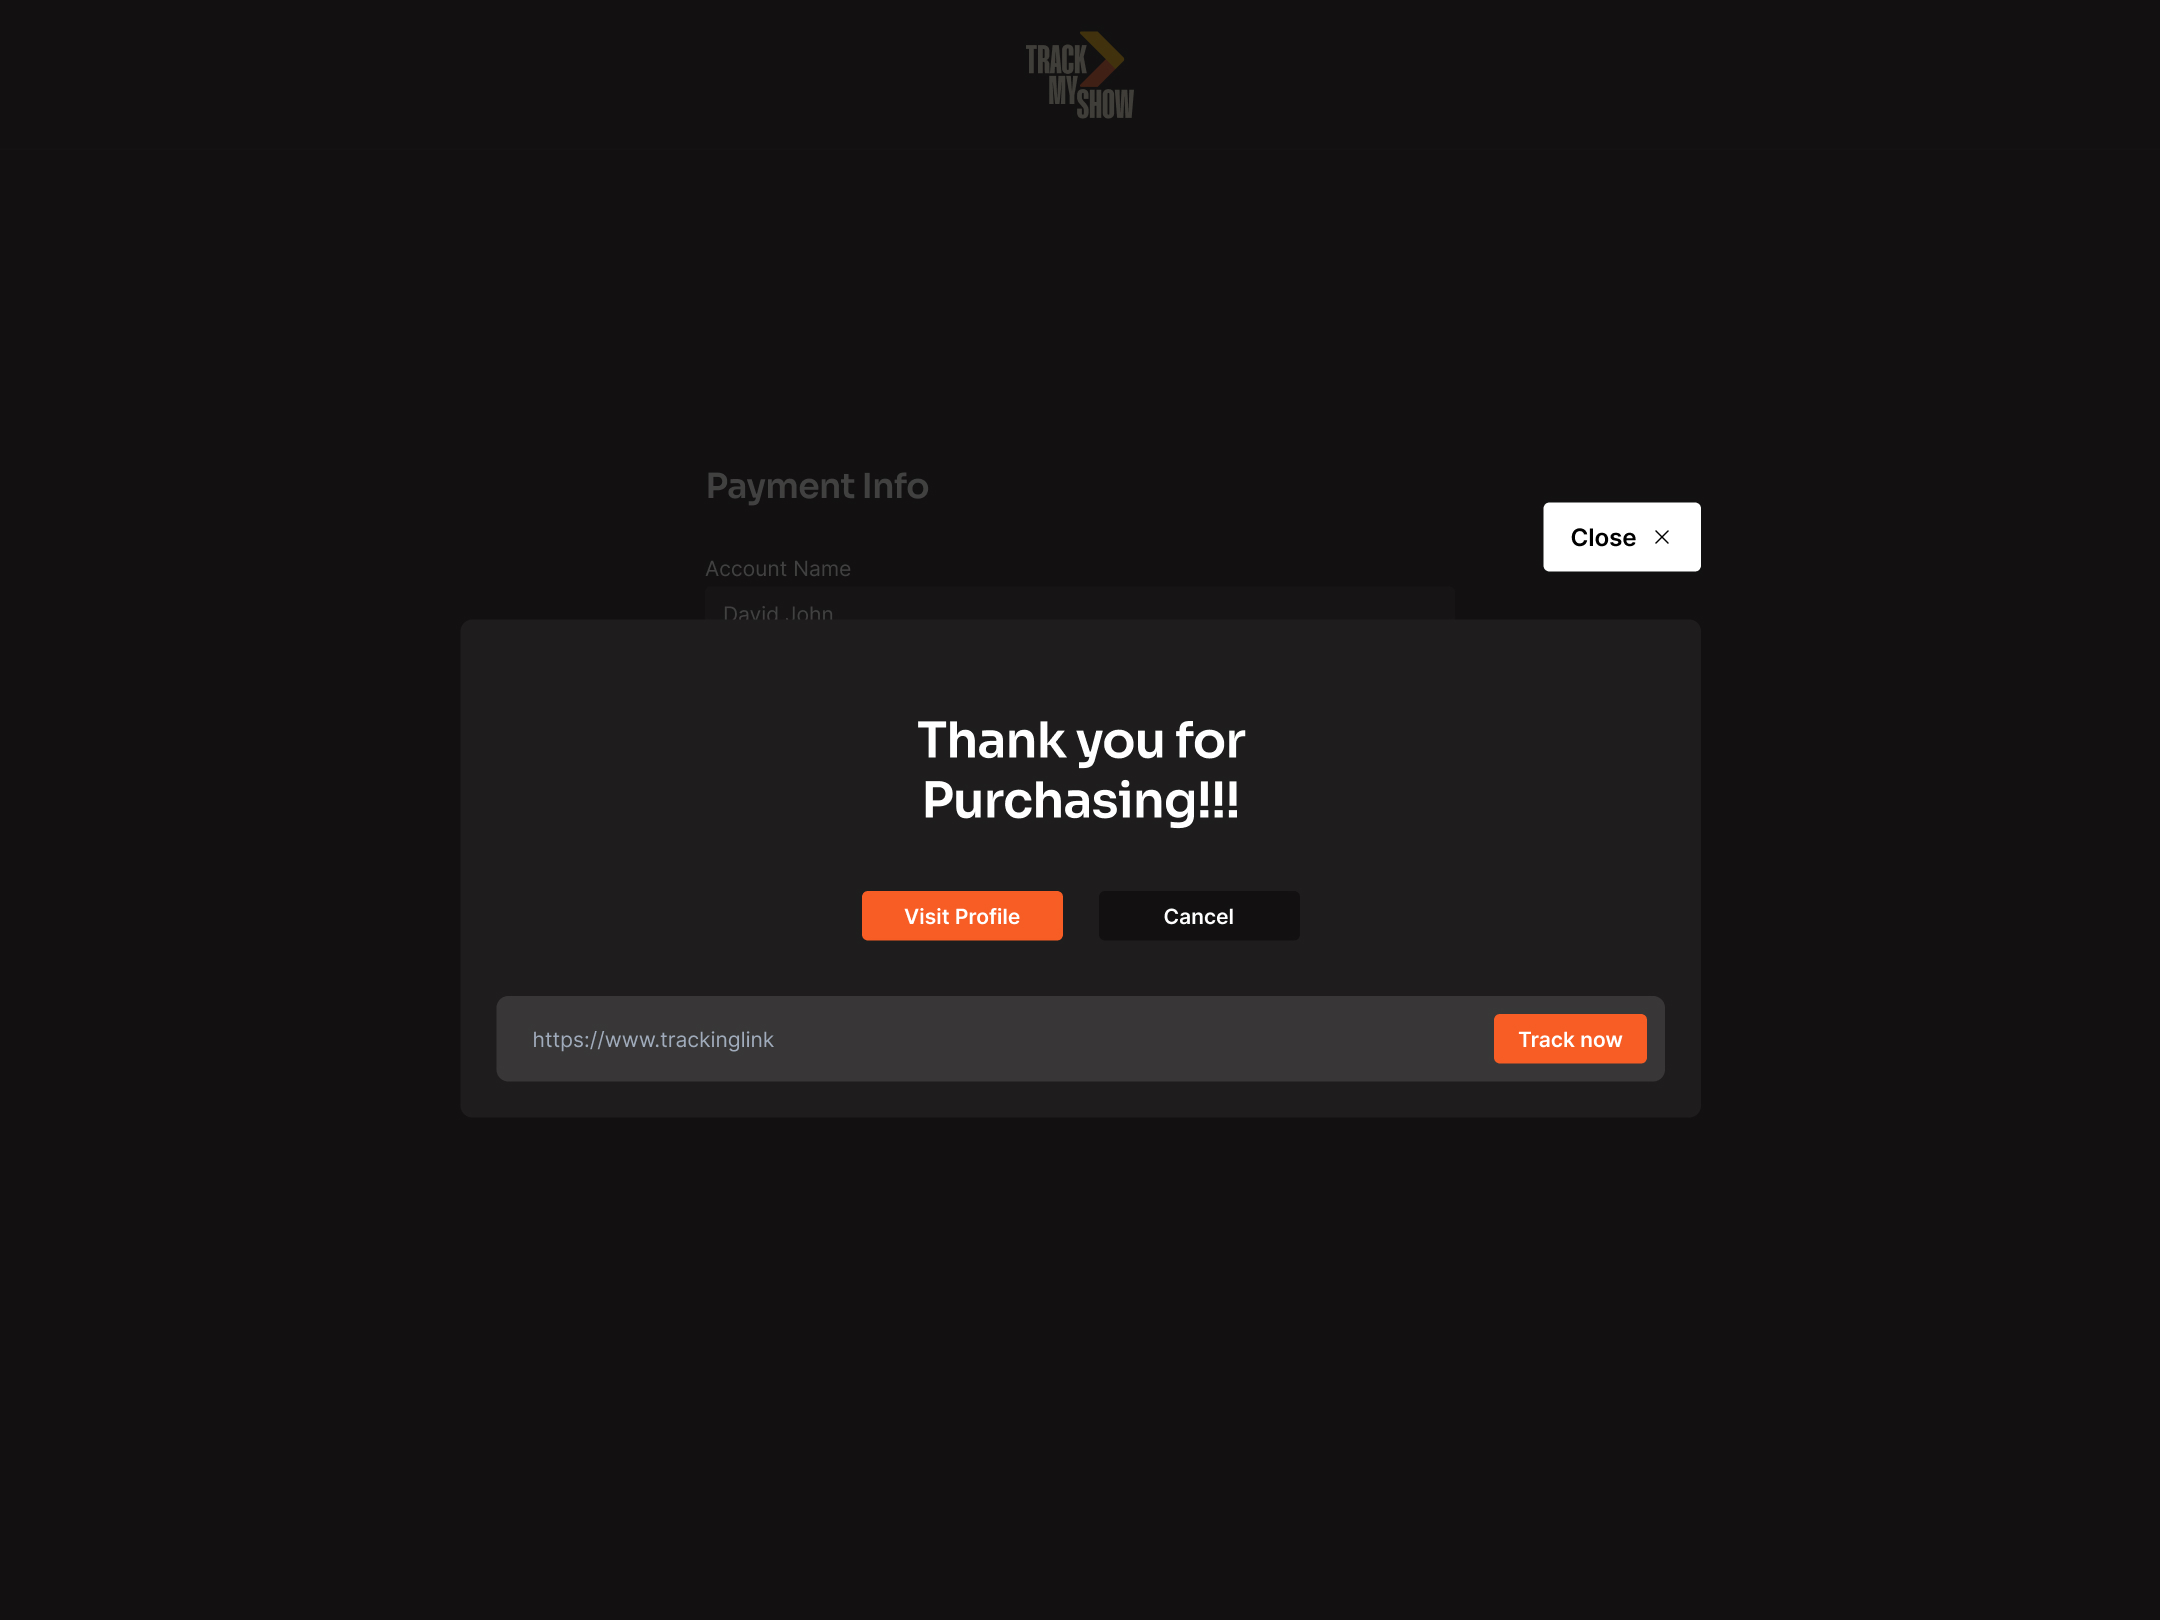 TRACK
MY
SHOW
Payment Info
Close
Account Name
David John
Thank you for
Purchasing!!!
Visit Profile
Cancel
https://www.trackinglink
Track now